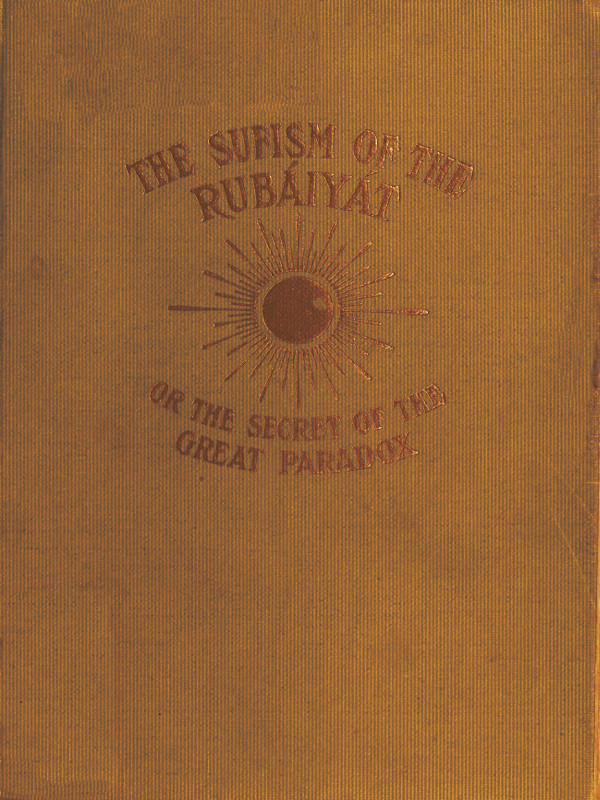 THE SUFISM OF THE
RUBÁIYÁT
OR THE SECRET OF THE
GREAT PARADOX